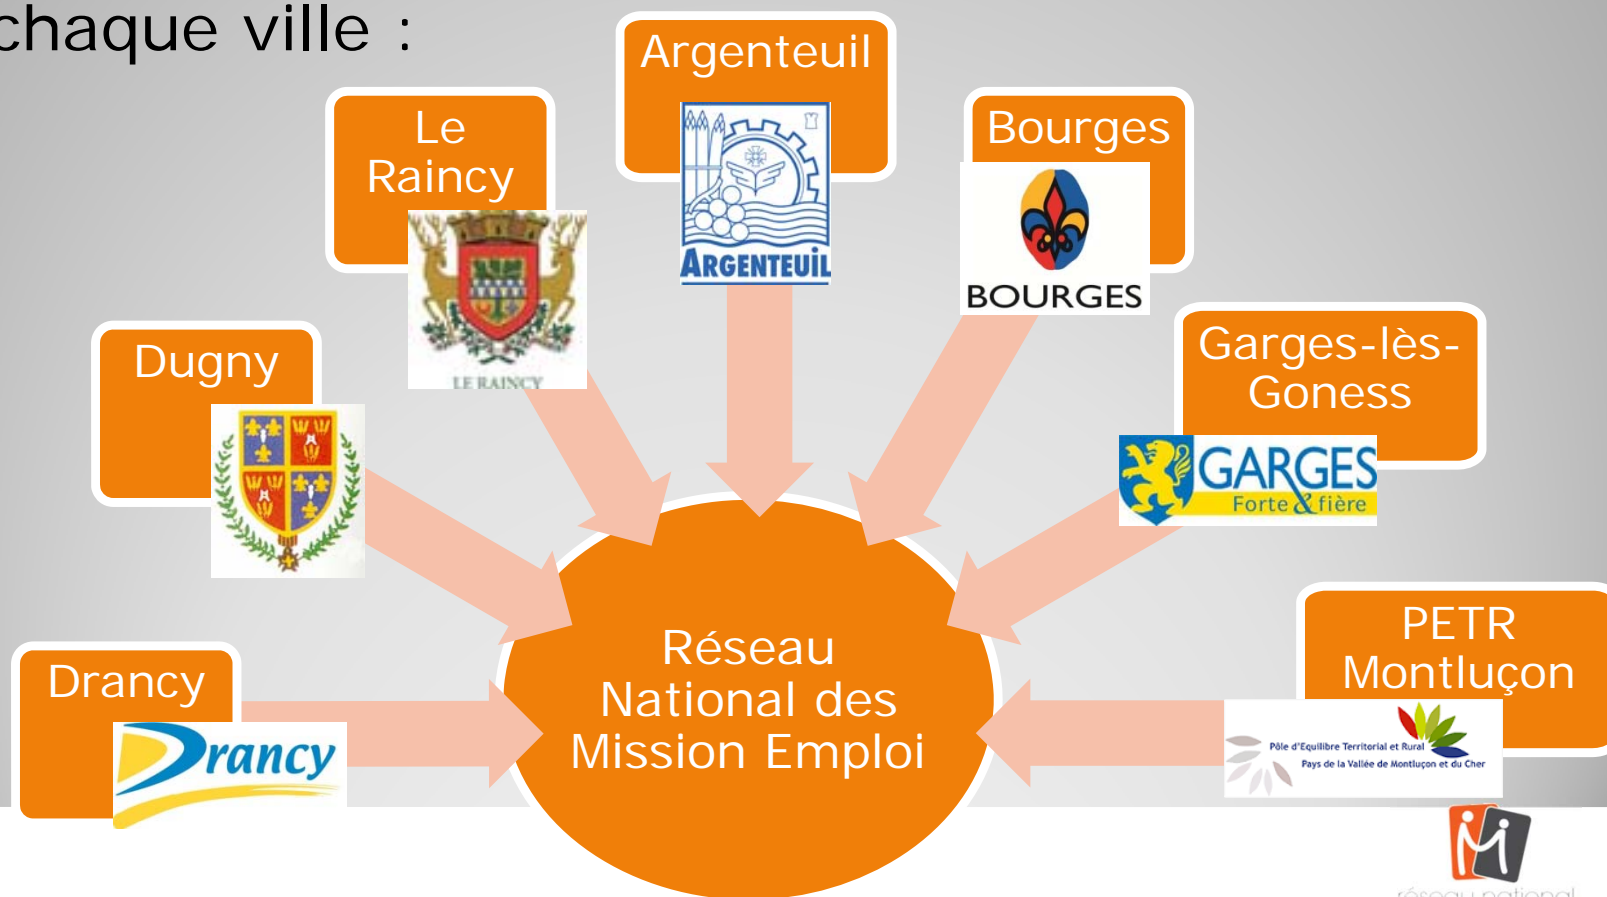 chaque ville :
Argenteuil
ARGENTEUIL
Le
Raincy
LE RAINCY
Bourges
BOURGES
Dugny
Garges-lès-
Goness
GARGES
Forte & fière
Drancy
Drancy
PETR
Montluçon
Pôle d'Equilibre Territorial et Rural
Pays de la Vallée de Montluçon et du Cher
Réseau
National des
Mission Emploi
réseau national